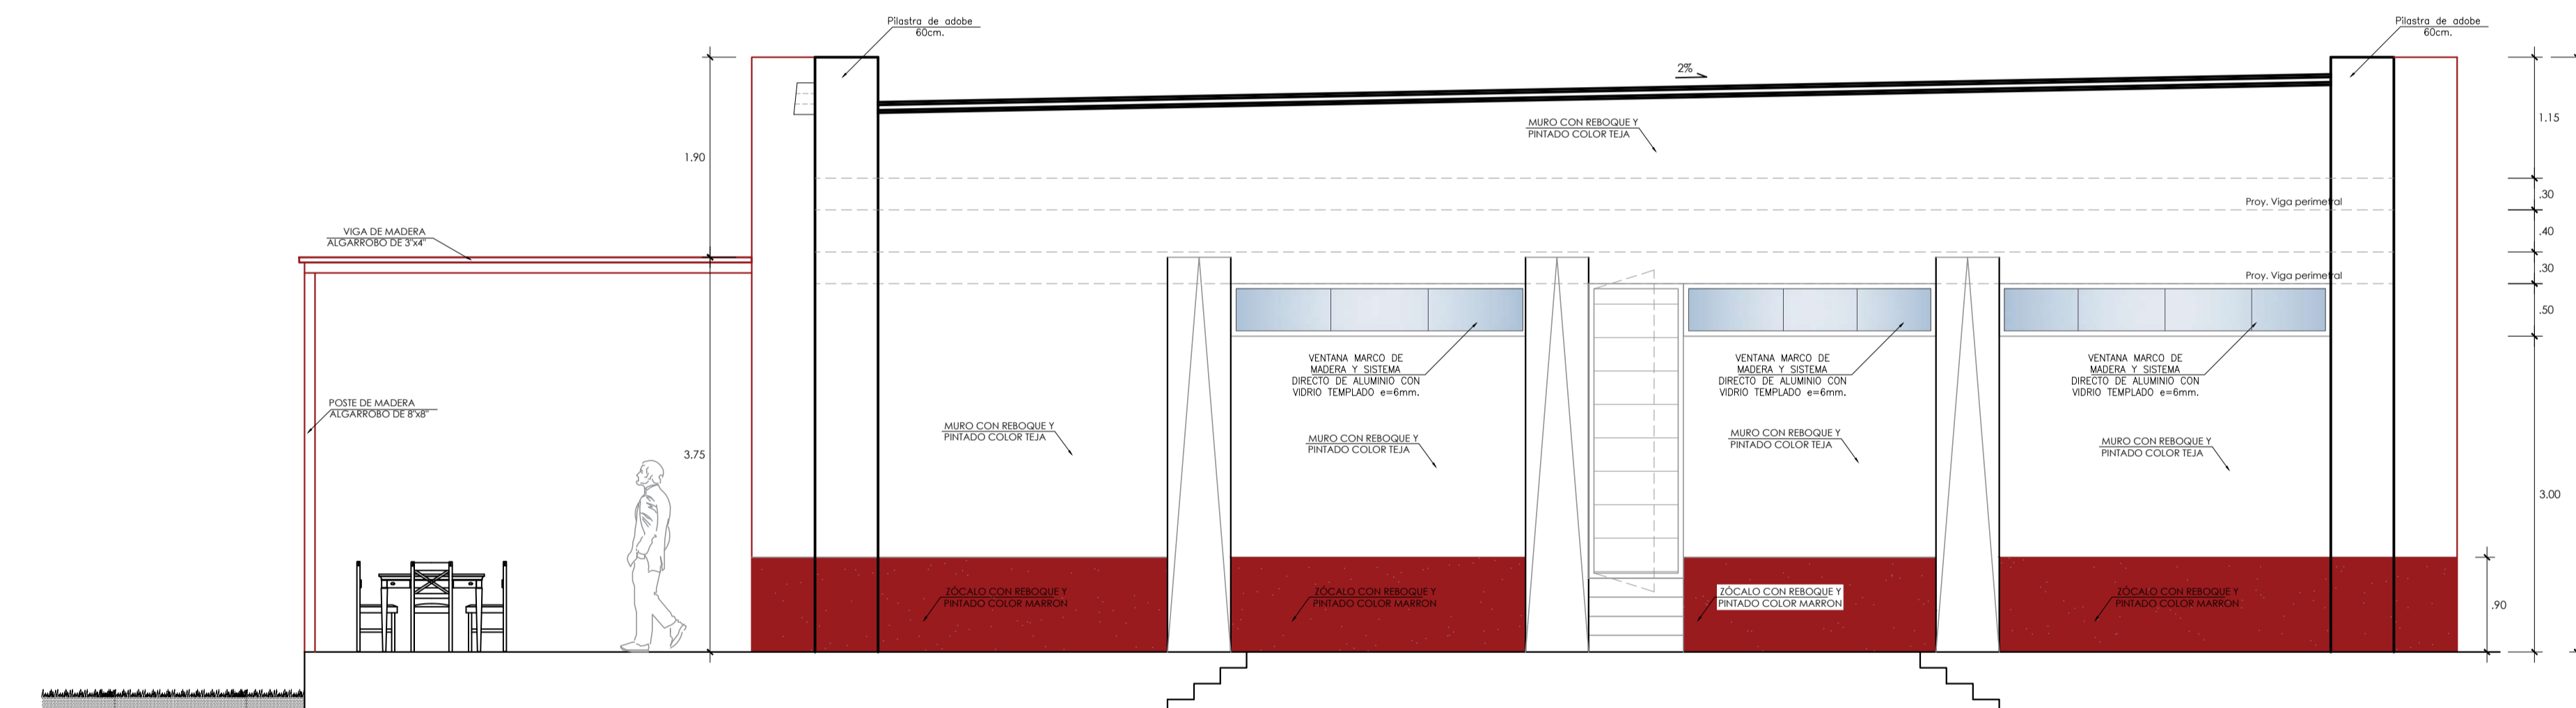 Pilastra de adobe
60cm.
Pilastra de adobe
60cm.
2%
1.15
MURO CON REBOQUE Y
PINTADO COLOR TEJA
1.90
.30
Proy. Viga perimetral
VIGA DE MADERA
ALGARROBO DE 3"x4"
.40
.30
Proy. Viga perimetral
.50
VENTANA MARCO DE
MADERA Y SISTEMA
DIRECTO DE ALUMINIO CON
VIDRIO TEMPLADO e=6mm.
VENTANA MARCO DE
MADERA Y SISTEMA
DIRECTO DE ALUMINIO CON
VIDRIO TEMPLADO e=6mm.
VENTANA MARCO DE
MADERA Y SISTEMA
DIRECTO DE ALUMINIO CON
VIDRIO TEMPLADO e=6mm.
POSTE DE MADERA
ALGARROBO DE 8"x8"
MURO CON REBOQUE Y
PINTADO COLOR TEJA
MURO CON REBOQUE Y
PINTADO COLOR TEJA
MURO CON REBOQUE Y
PINTADO COLOR TEJA
MURO CON REBOQUE Y
PINTADO COLOR TEJA
3.75
3.00
ZÓCALO CON REBOQUE Y
PINTADO COLOR MARRON
ZÓCALO CON REBOQUE Y
PINTADO COLOR MARRON
ZÓCALO CON REBOQUE Y
PINTADO COLOR MARRON
ZÓCALO CON REBOQUE Y
PINTADO COLOR MARRON
.90